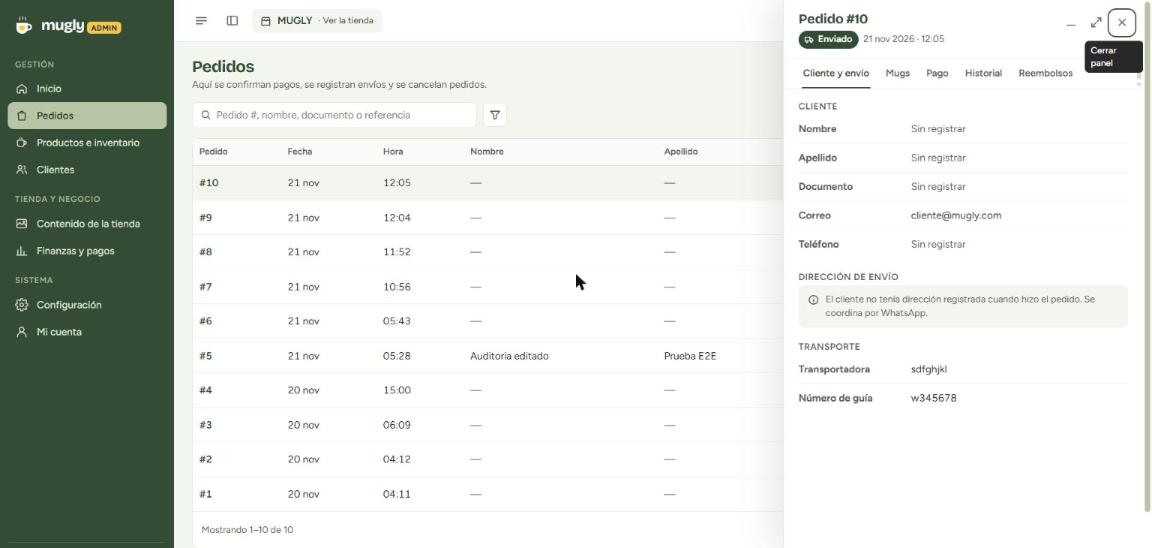 mugly ADMIN
GESTIÓN
Inicio
Pedidos
Productos e inventario
Clientes
TIENDA Y NEGOCIO
Contenido de la tienda
Finanzas y pagos
SISTEMA
Configuración
Mi cuenta
MUGLY · Ver la tienda
Pedidos
Aquí se confirman pagos, se registran envíos y se cancelan pedidos.
Pedido #, nombre, documento o referencia
Pedido Fecha Hora Nombre Apellido
#10 21 nov 12:05 — —
#9 21 nov 12:04 — —
#8 21 nov 11:52 — —
#7 21 nov 10:56 — —
#6 21 nov 05:43 — —
#5 21 nov 05:28 Auditoria editado Prueba E2E
#4 20 nov 15:00 — —
#3 20 nov 06:09 — —
#2 20 nov 04:12 — —
#1 20 nov 04:11 — —
Mostrando 1–10 de 10
Pedido #10
Enviado 21 nov 2026 · 12:05
Cerrar
panel
Cliente y envío Mugs Pago Historial Reembolsos
CLIENTE
Nombre Sin registrar
Apellido Sin registrar
Documento Sin registrar
Correo cliente@mugly.com
Teléfono Sin registrar
DIRECCIÓN DE ENVÍO
El cliente no tenía dirección registrada cuando hizo el pedido. Se
coordina por WhatsApp.
TRANSPORTE
Transportadora sdfghjkl
Número de guía w345678